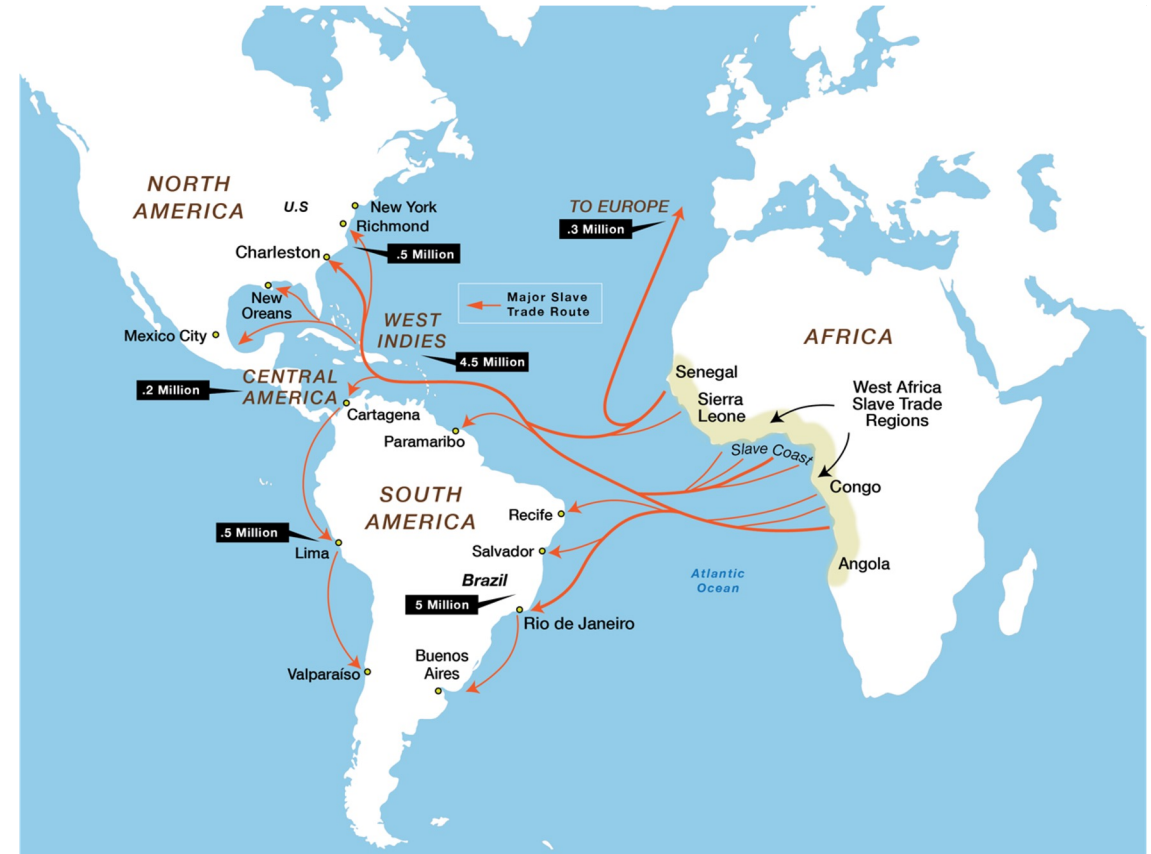 NORTH
AMERICA
U.S
New York
Richmond
Charleston
.5 Million
New
Oreans
Mexico City
TO EUROPE
.3 Million
Major Slave
Trade Route
WEST
INDIES
4.5 Million
.2 Million
CENTRAL
AMERICA
Cartagena
Paramaribo
AFRICA
Senegal
Sierra
Leone
West Africa
Slave Trade
Regions
Slave Coast
Congo
Angola
SOUTH
AMERICA
Recife
Salvador
.5 Million
Lima
Brazil
5 Million
Rio de Janeiro
Atlantic
Ocean
Buenos
Aires
Valparaíso